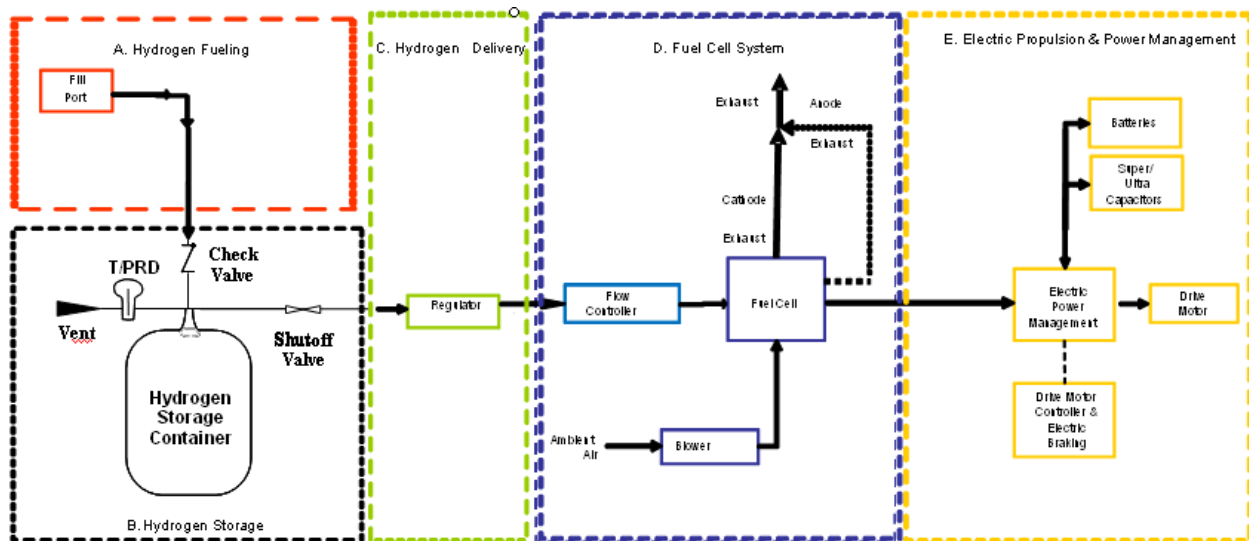 A. Hydrogen Fueling
Fill
Port
Check
Valve
T/PRD
Vent
Shutoff
Valve
Hydrogen
Storage
Container
B. Hydrogen Storage
C. Hydrogen Delivery
Regulator
D. Fuel Cell System
Exhaust
Anode
Exhaust
Cathode
Exhaust
Flow
Controller
Fuel Cell
Ambient
Air
Blower
E. Electric Propulsion & Power Management
Batteries
Super/
Ultra
Capacitors
Electric
Power
Management
Drive
Motor
Drive Motor
Controller &
Electric
Braking